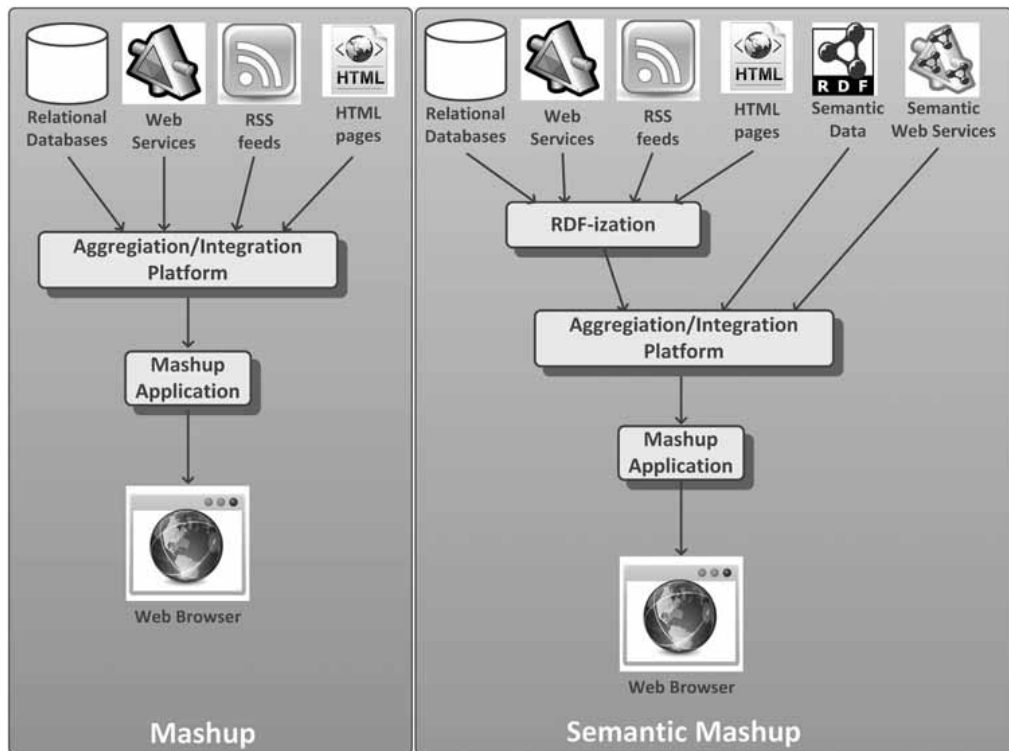 Relational
Databases
Web
Services
RSS
feeds
HTML
HTML
pages
Aggregiation/Integration
Platform
Mashup
Application
Web Browser
Mashup
Relational
Databases
Web
Services
RSS
feeds
HTML
HTML
pages
RDF
Semantic
Data
Semantic
Web Services
RDF-ization
Aggregiation/Integration
Platform
Mashup
Application
Web Browser
Semantic Mashup